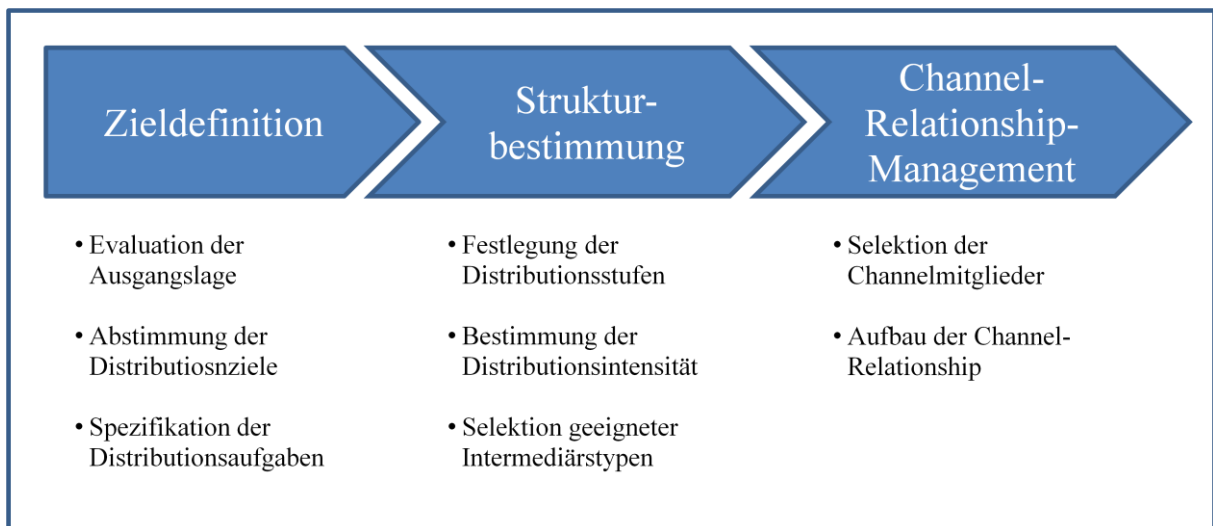 Zieldefinition
• Evaluation der
Ausgangslage
• Abstimmung der
Distributiosnziele
• Spezifikation der
Distributionsaufgaben
Struktur-
bestimmung
• Festlegung der
Distributionsstufen
• Bestimmung der
Distributionsintensität
• Selektion geeigneter
Intermediärstypen
Channel-
Relationship-
Management
• Selektion der
Channelmitglieder
• Aufbau der Channel-
Relationship